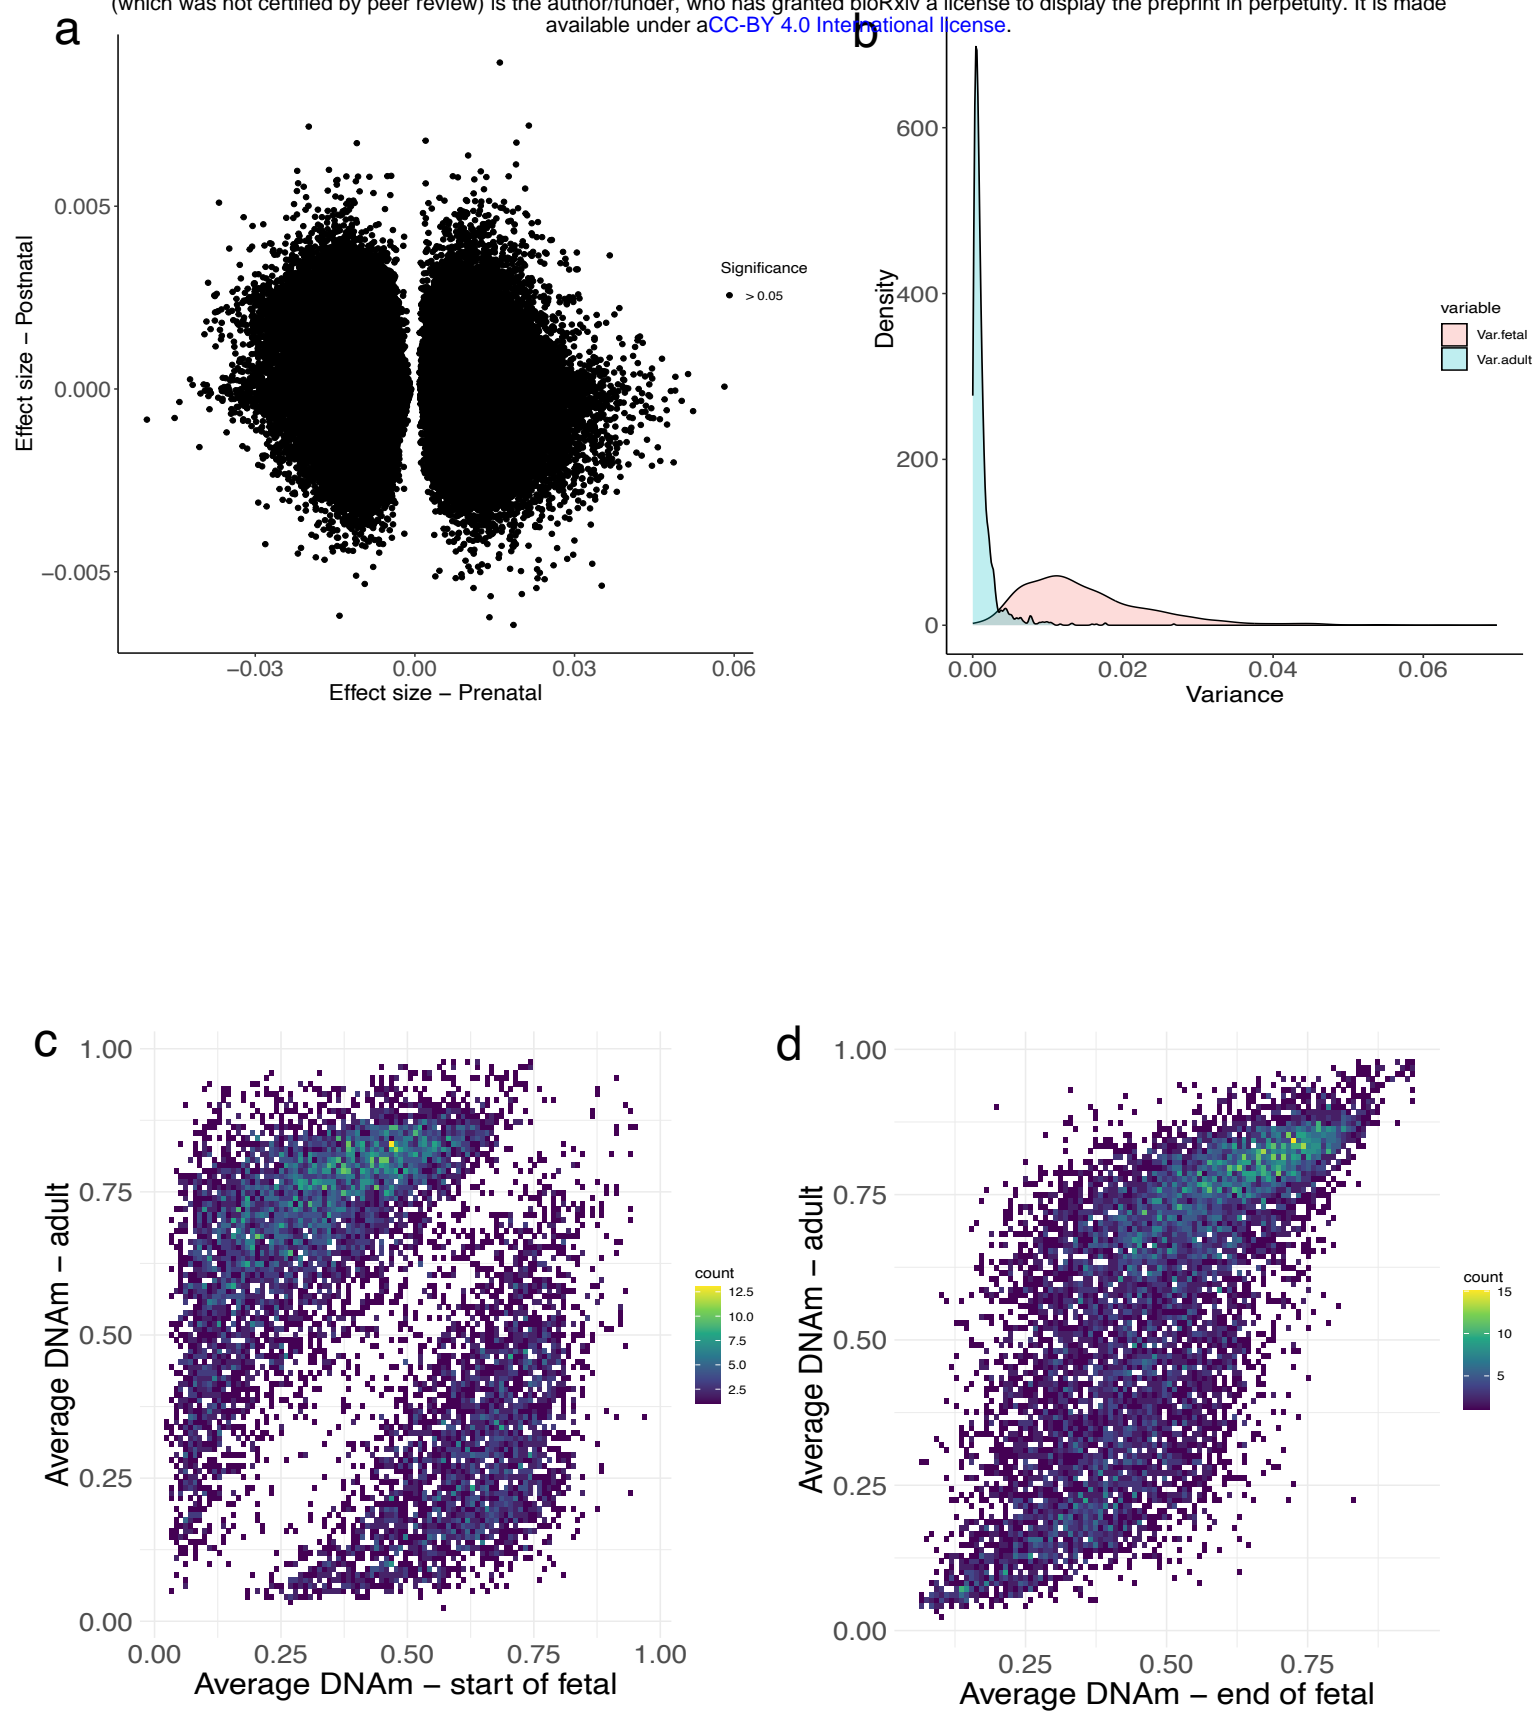 (which was not certified by peer review) is the author/funder, who has granted bioRxiv a license to display the preprint in perpetuity. It is made
available under aCC-BY 4.0 International license.
a
Effect size – Postnatal
0.005
0.000
−0.005
−0.03
0.00
0.03
0.06
Effect size – Prenatal
Significance
> 0.05
b
Density
600
400
200
0
0.00
0.02
0.04
0.06
Variance
variable
Var.fetal
Var.adult
c
Average DNAm – adult
1.00
0.75
0.50
0.25
0.00
0.00
0.25
0.50
0.75
1.00
Average DNAm – start of fetal
count
12.5
10.0
7.5
5.0
2.5
d
Average DNAm – adult
1.00
0.75
0.50
0.25
0.00
0.25
0.50
0.75
Average DNAm – end of fetal
count
15
10
5